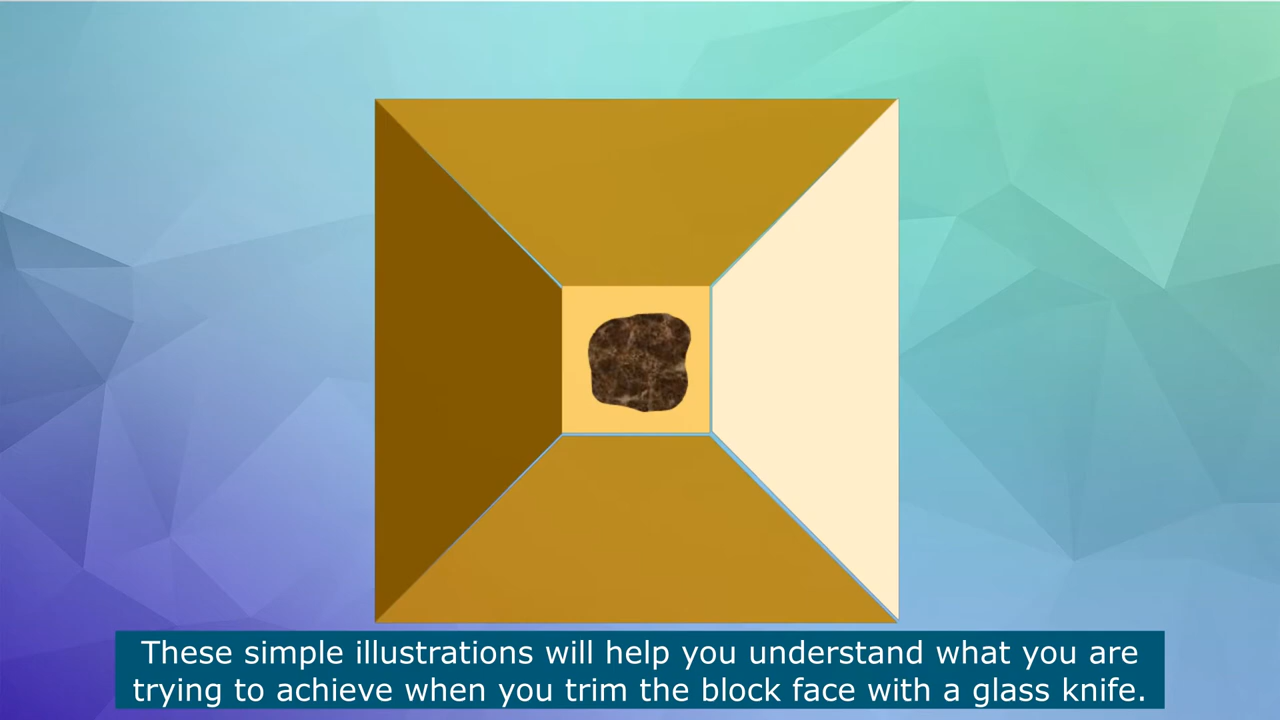 These simple illustrations will help you understand what you are
trying to achieve when you trim the block face with a glass knife.